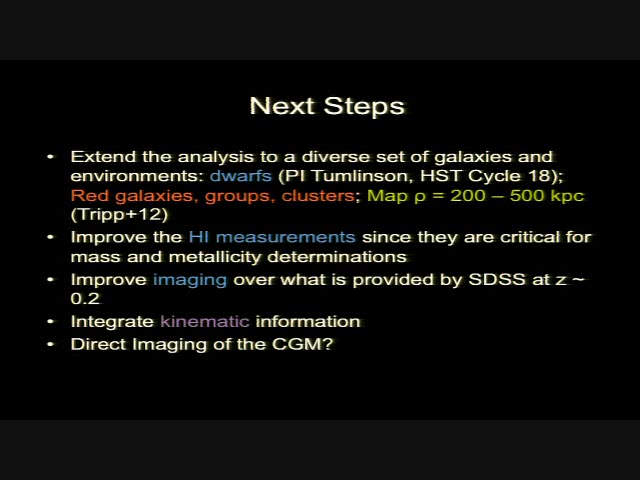 Next Steps
• Extend the analysis to a diverse set of galaxies and
environments: dwarfs (PI Tumlinson, HST Cycle 18);
Red galaxies, groups, clusters; Map ρ = 200 – 500 kpc
(Tripp+12)
• Improve the HI measurements since they are critical for
mass and metallicity determinations
• Improve imaging over what is provided by SDSS at z ~
0.2
• Integrate kinematic information
• Direct Imaging of the CGM?